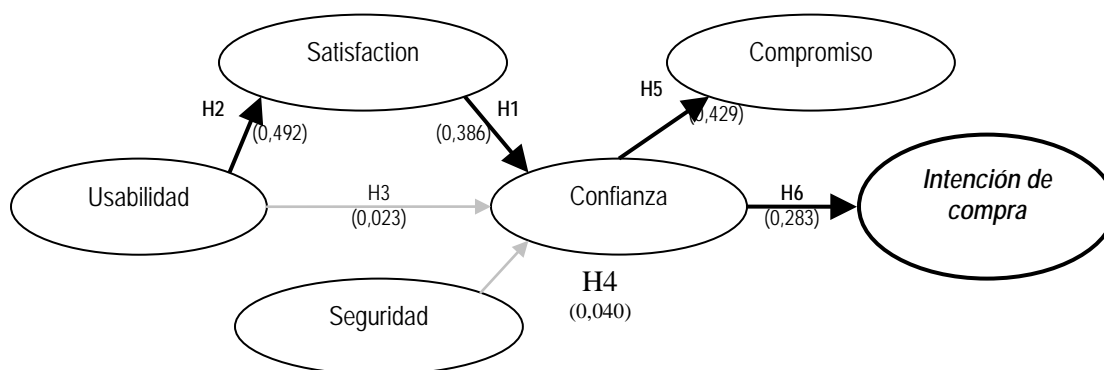 Satisfaction
Compromiso
H2
(0,492)
H1
(0,386)
H5
(0,429)
Usabilidad
H3
(0,023)
Confianza
H6
(0,283)
Intención de
compra
Seguridad
H4
(0,040)